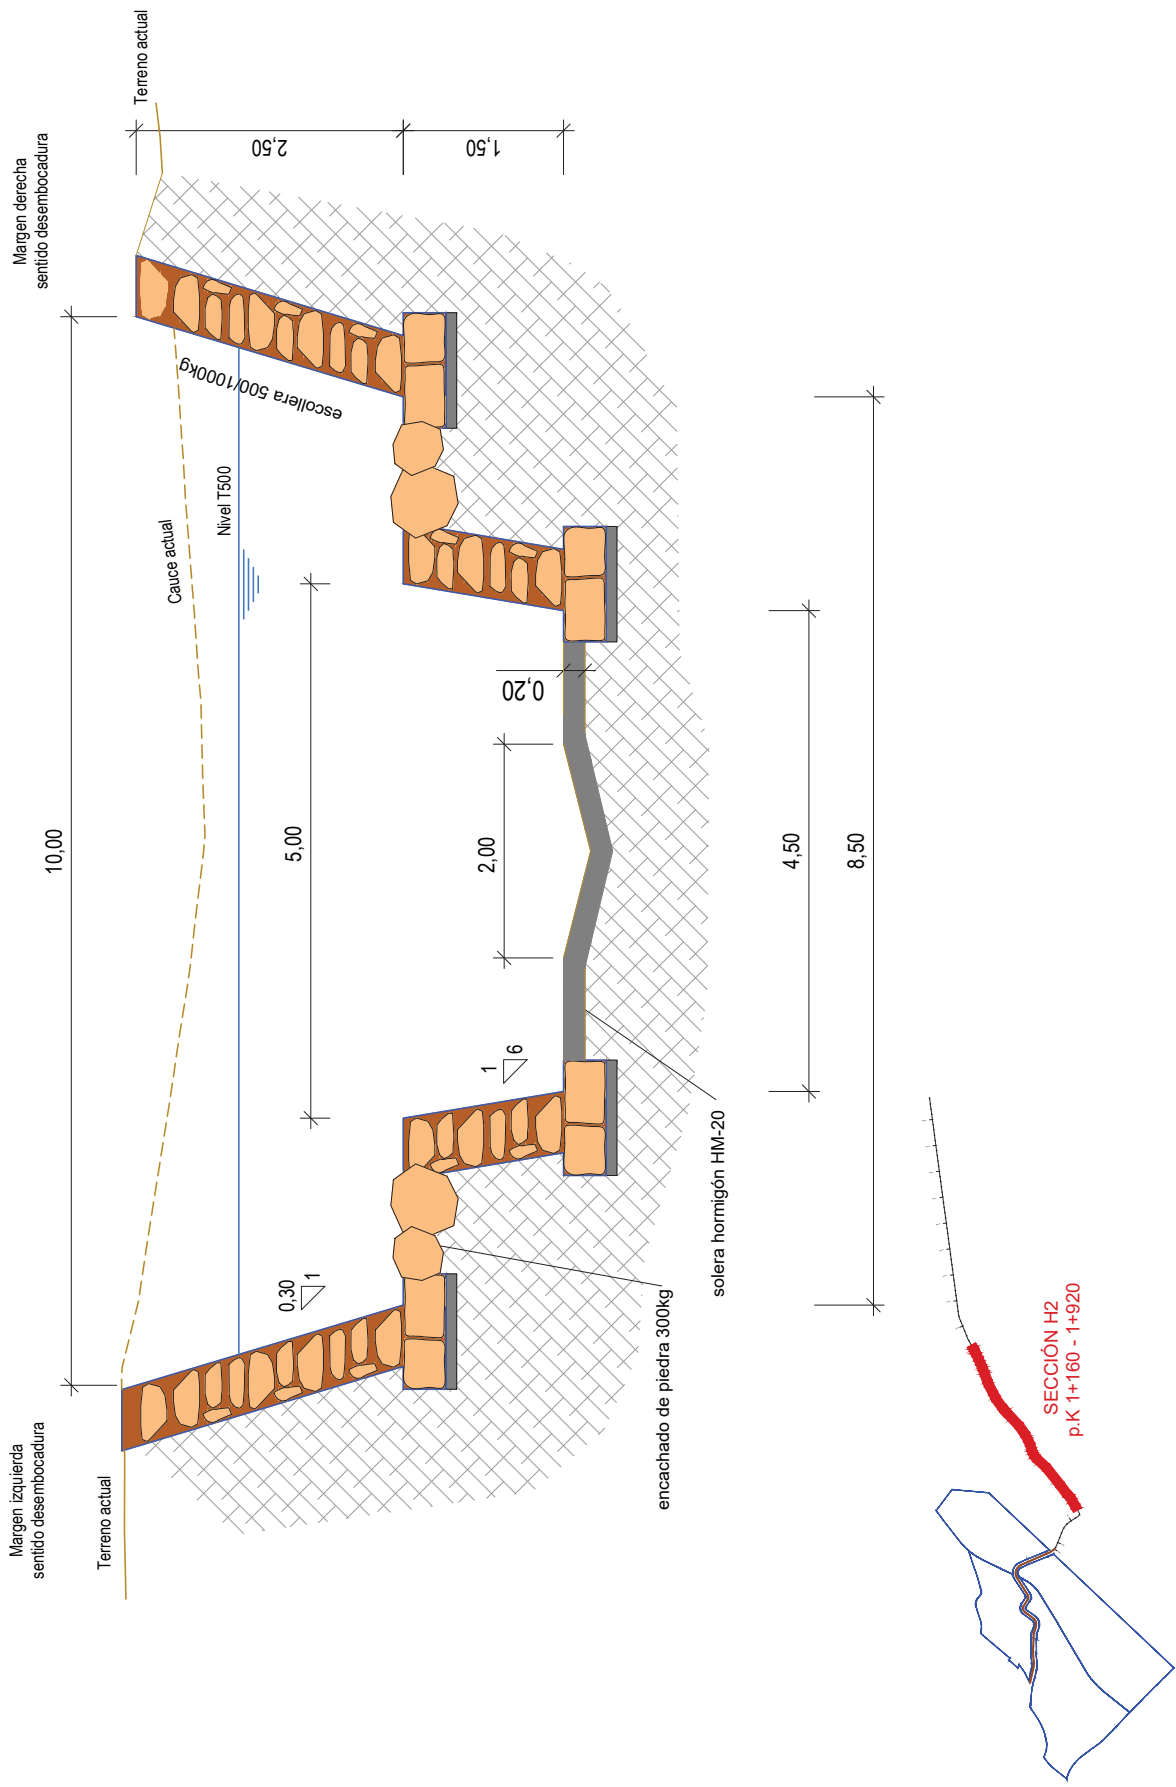 Margen izquierda
sentido desembocadura
Terreno actual
10,00
Margen derecha
sentido desembocadura
Terreno actual
Cauce actual
Nivel T500
escollera 500/1000kg
2,50
1,50
0,30
1
5,00
1
6
2,00
0,20
encachado de piedra 300kg
solera hormigón HM-20
4,50
8,50
SECCIÓN H2
p.K 1+160 - 1+920